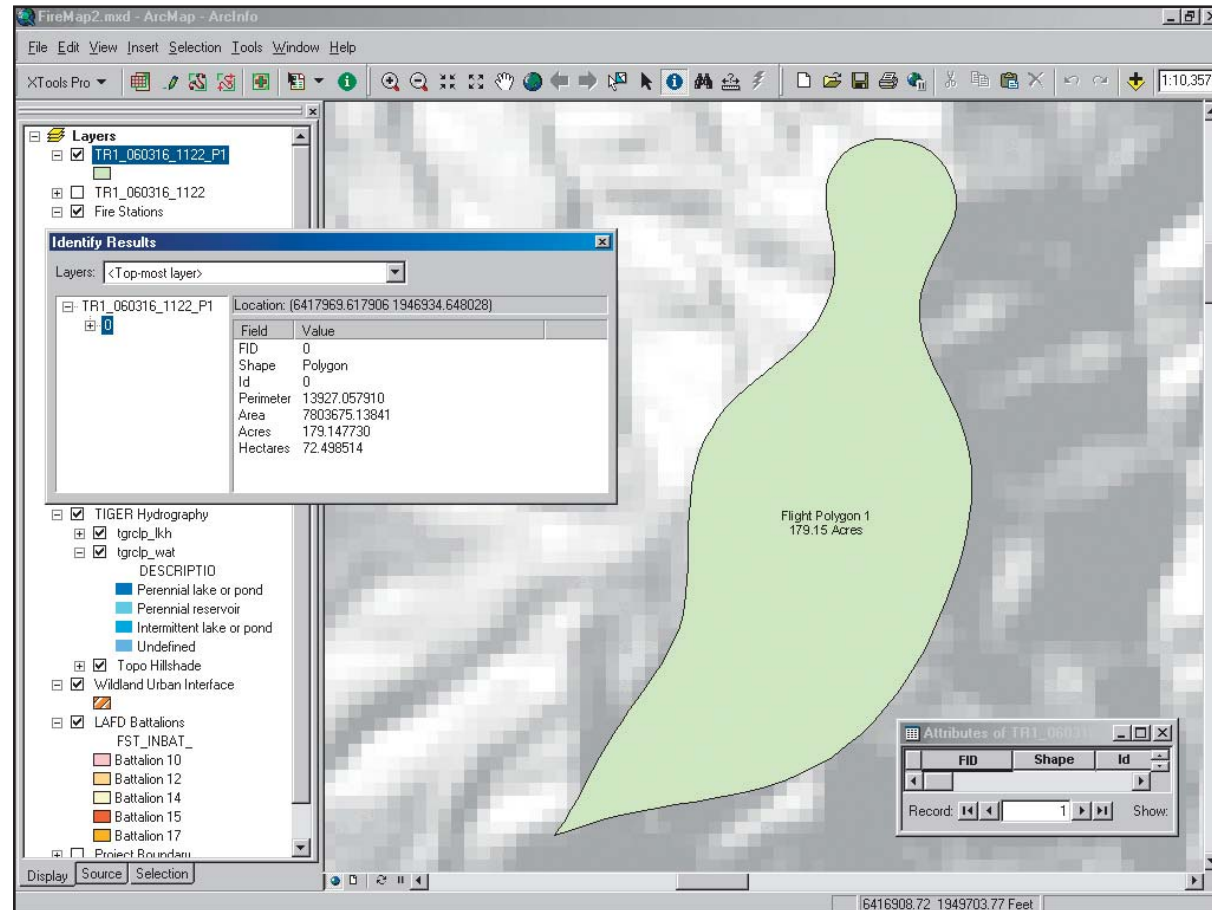 FireMap2.mxd - ArcMap - ArcInfo
File Edit View Insert Selection Tools Window Help
XTools Pro
1:10,357
Layers
TR1_060316_1122_P1
TR1_060316_1122
Fire Stations
Identify Results
Layers: <Top-most layer>
TR1_060316_1122_P1
0
Location: (6417969.617906 1946934.648028)
Field Value
FID 0
Shape Polygon
Id 0
Perimeter 13927.057910
Area 7803675.13841
Acres 179.147730
Hectares 72.498514
TIGER Hydrography
tgrclp_lkh
tgrclp_wat
DESCRIPTIO
Perennial lake or pond
Perennial reservoir
Intermittent lake or pond
Undefined
Topo Hillshade
Wildland Urban Interface
LAFD Battalions
FST_INBAT_
Battalion 10
Battalion 12
Battalion 14
Battalion 15
Battalion 17
Project Boundary
Display Source Selection
Flight Polygon 1
179.15 Acres
Attributes of TR1_060316
FID Shape Id
Record: 1 Show:
6416908.72 1949703.77 Feet